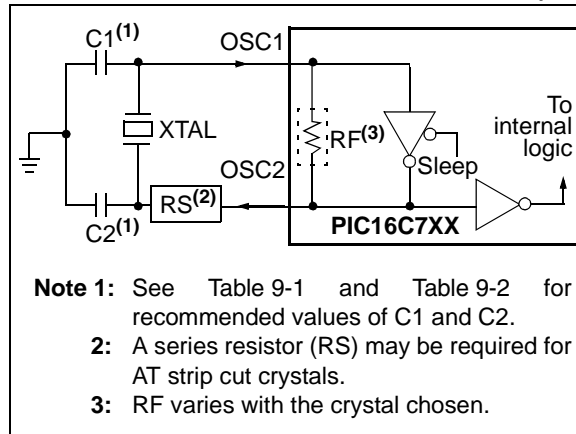 C1(1)
OSC1
XTAL
RF(3)
To
internal
logic
OSC2
Sleep
RS(2)
C2(1)
PIC16C7XX
Note 1: See Table 9-1 and Table 9-2 for
recommended values of C1 and C2.
2: A series resistor (RS) may be required for
AT strip cut crystals.
3: RF varies with the crystal chosen.